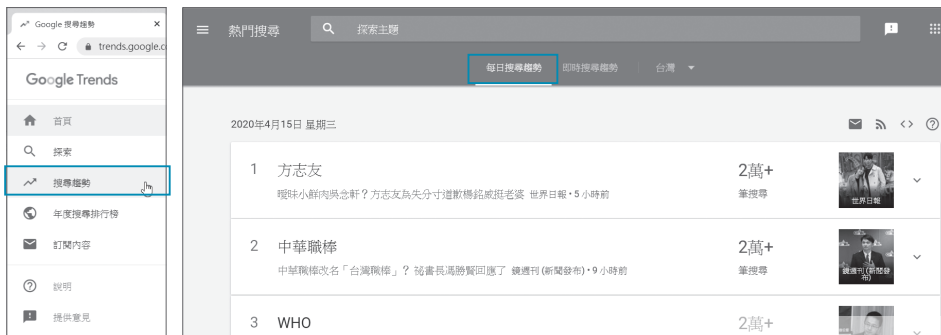 Google 搜尋趨勢
trends.google.c
Google Trends
首頁
探索
搜尋趨勢
年度搜尋排行榜
訂閱內容
說明
提供意見
熱門搜尋
探索主題
每日搜尋趨勢 即時搜尋趨勢 台灣
2020年4月15日 星期三
1 方志友 2萬+
曖昧小鮮肉吳念軒？方志友為失分寸道歉楊銘威挺老婆 世界日報•5 小時前 筆搜尋
世界日報
2 中華職棒 2萬+
中華職棒改名「台灣職棒」？ 祕書長馮勝賢回應了 鏡週刊 (新聞發布)•9 小時前 筆搜尋
鏡週刊 (新聞發
布)
3 WHO 2萬+